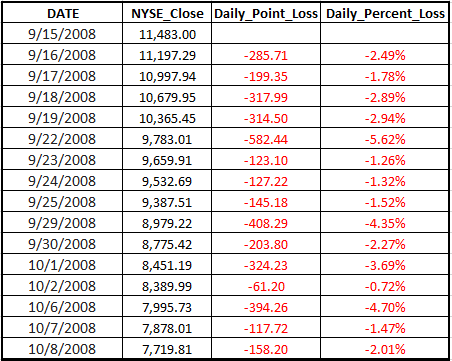 DATE NYSE_Close Daily_Point_Loss Daily_Percent_Loss
9/15/2008 11,483.00
9/16/2008 11,197.29 -285.71 -2.49%
9/17/2008 10,997.94 -199.35 -1.78%
9/18/2008 10,679.95 -317.99 -2.89%
9/19/2008 10,365.45 -314.50 -2.94%
9/22/2008 9,783.01 -582.44 -5.62%
9/23/2008 9,659.91 -123.10 -1.26%
9/24/2008 9,532.69 -127.22 -1.32%
9/25/2008 9,387.51 -145.18 -1.52%
9/29/2008 8,979.22 -408.29 -4.35%
9/30/2008 8,775.42 -203.80 -2.27%
10/1/2008 8,451.19 -324.23 -3.69%
10/2/2008 8,389.99 -61.20 -0.72%
10/6/2008 7,995.73 -394.26 -4.70%
10/7/2008 7,878.01 -117.72 -1.47%
10/8/2008 7,719.81 -158.20 -2.01%